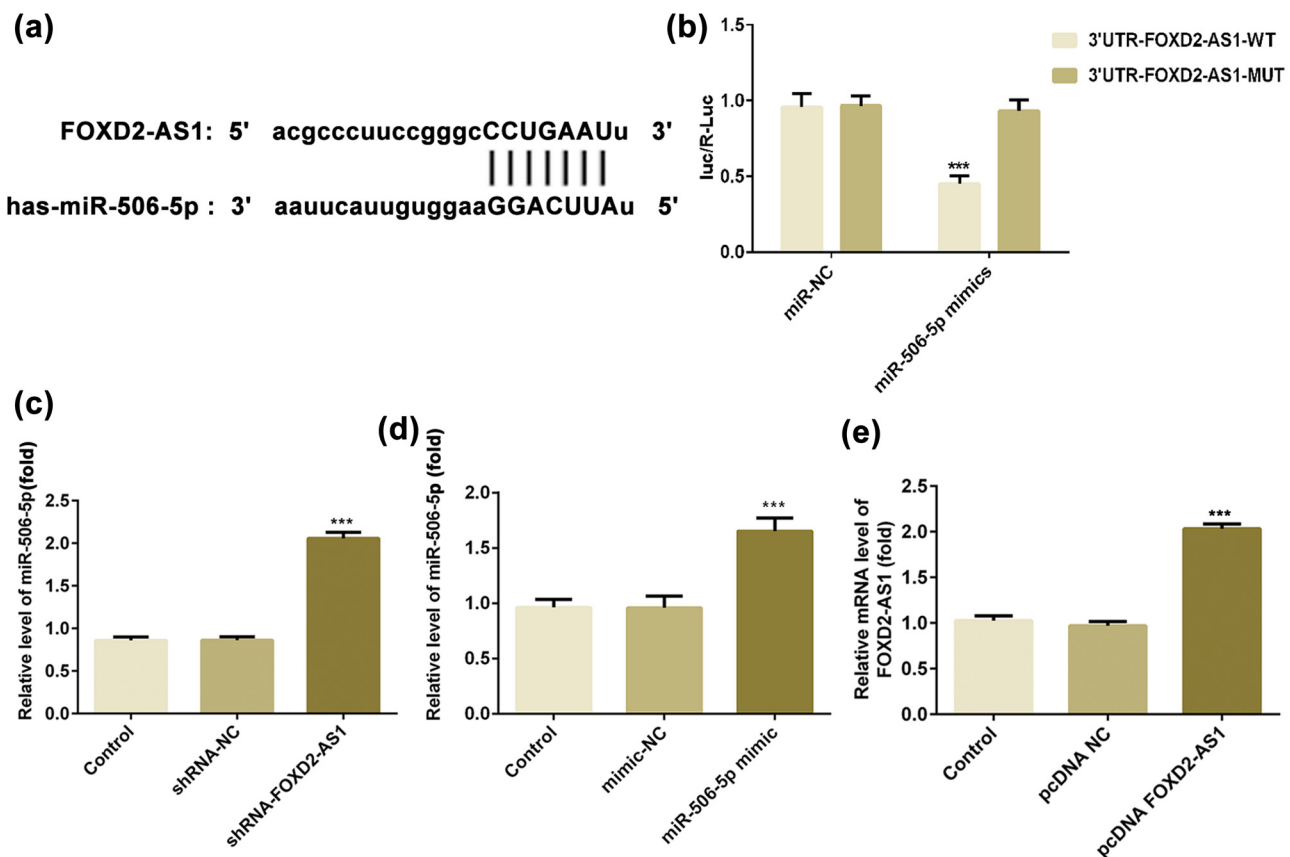 (a)
FOXD2-AS1: 5' acgcccuuccgggcCCUGAAUu 3'
has-miR-506-5p : 3' aauucauuguggaaGGACUUAu 5'
(b)
luc/R-Luc
1.5
1.0
0.5
0.0
miR-NC
miR-506-5p mimics
***
3'UTR-FOXD2-AS1-WT
3'UTR-FOXD2-AS1-MUT
(c)
Relative level of miR-506-5p(fold)
2.5
2.0
1.5
1.0
0.5
0.0
***
Control
shRNA-NC
shRNA-FOXD2-AS1
(d)
Relative level of miR-506-5p (fold)
2.0
1.5
1.0
0.5
0.0
***
Control
mimic-NC
miR-506-5p mimic
(e)
Relative mRNA level of
FOXD2-AS1 (fold)
2.5
2.0
1.5
1.0
0.5
0.0
***
Control
pcDNA NC
pcDNA FOXD2-AS1